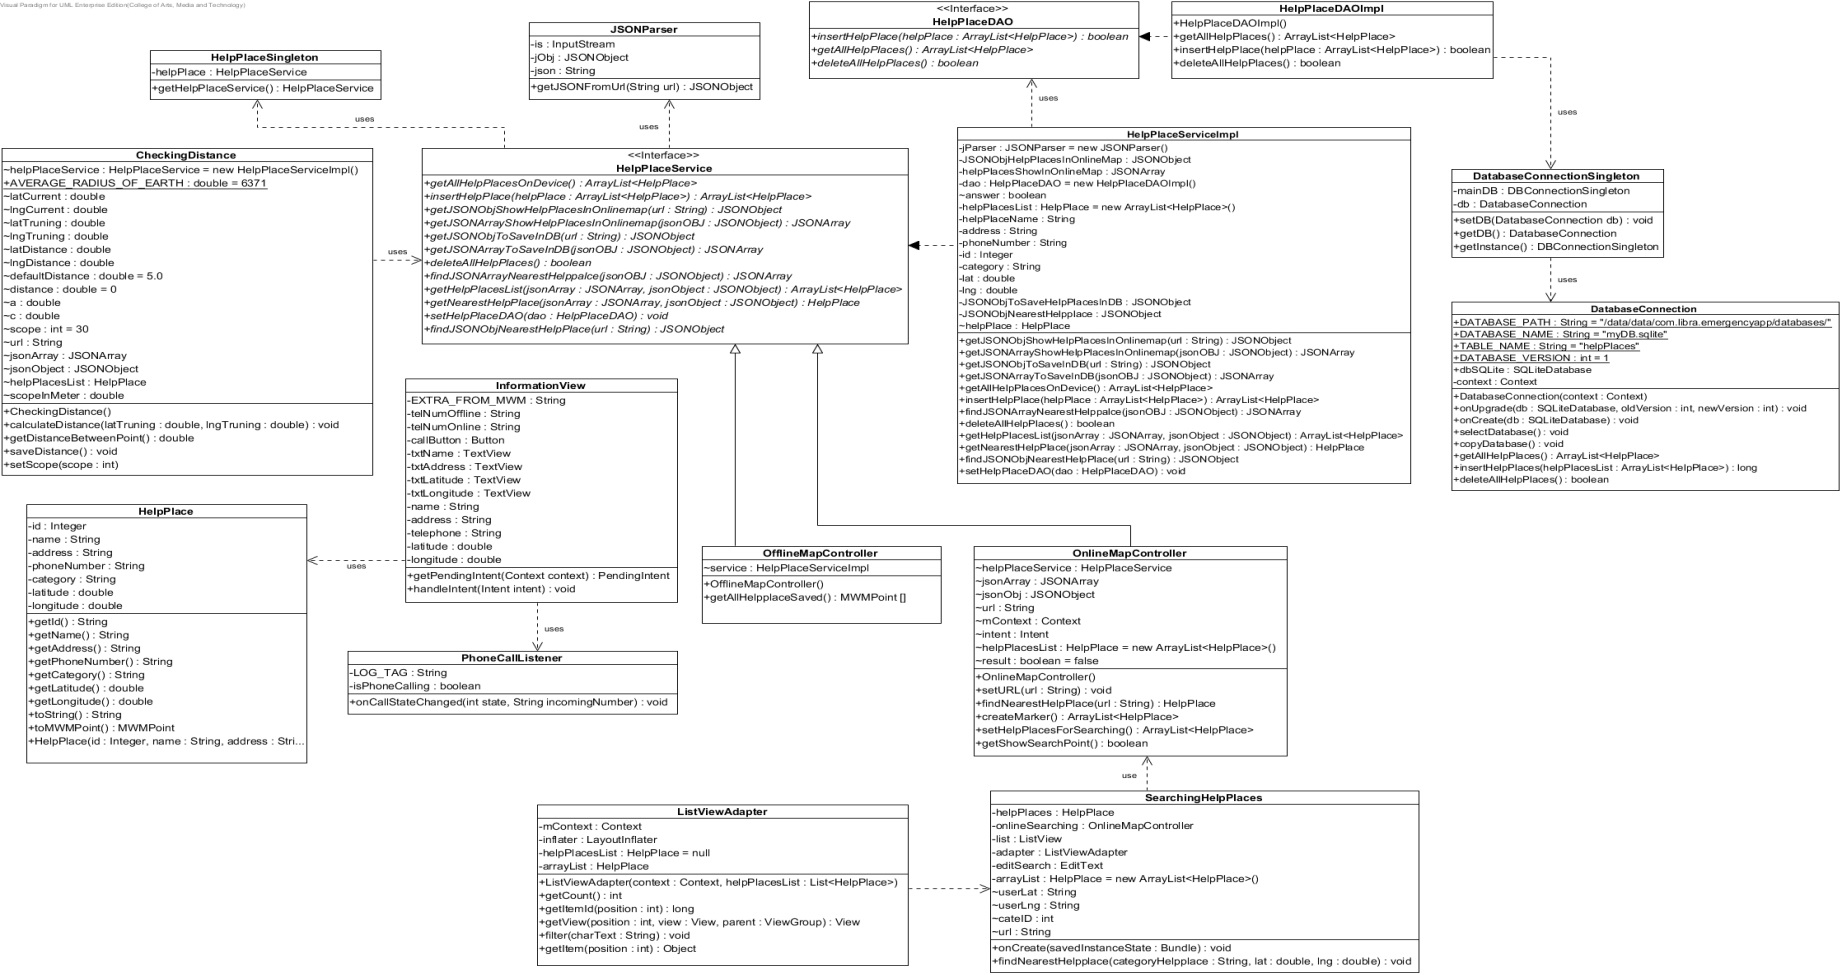 Visual Paradigm for UML Enterprise Edition(College of Arts, Media and Technology)
HelpPlaceSingleton
-helpPlace : HelpPlaceService
+getHelpPlaceService() : HelpPlaceService
JSONParser
-is : InputStream
-jObj : JSONObject
-json : String
+getJSONFromUrl(String url) : JSONObject
<<Interface>>
HelpPlaceDAO
+insertHelpPlace(helpPlace : ArrayList<HelpPlace>) : boolean
+getAllHelpPlaces() : ArrayList<HelpPlace>
+deleteAllHelpPlaces() : boolean
HelpPlaceDAOImpl
+HelpPlaceDAOImpl()
+getAllHelpPlaces() : ArrayList<HelpPlace>
+insertHelpPlace(helpPlace : ArrayList<HelpPlace>) : boolean
+deleteAllHelpPlaces() : boolean
uses
uses
uses
uses
CheckingDistance
~helpPlaceService : HelpPlaceService = new HelpPlaceServiceImpl()
+AVERAGE_RADIUS_OF_EARTH : double = 6371
~latCurrent : double
~lngCurrent : double
~latTruning : double
~lngTruning : double
~latDistance : double
~lngDistance : double
~defaultDistance : double = 5.0
~distance : double = 0
~a : double
~c : double
~scope : int = 30
~url : String
~jsonArray : JSONArray
~jsonObject : JSONObject
~helpPlacesList : HelpPlace
~scopeInMeter : double
+CheckingDistance()
+calculateDistance(latTruning : double, lngTruning : double) : void
+getDistanceBetweenPoint() : double
+saveDistance() : void
+setScope(scope : int)
uses
<<Interface>>
HelpPlaceService
+getAllHelpPlacesOnDevice() : ArrayList<HelpPlace>
+insertHelpPlace(helpPlace : ArrayList<HelpPlace>) : ArrayList<HelpPlace>
+getJSONObjShowHelpPlacesInOnlinemap(url : String) : JSONObject
+getJSONArrayShowHelpPlacesInOnlinemap(jsonOBJ : JSONObject) : JSONArray
+getJSONObjToSaveInDB(url : String) : JSONObject
+getJSONArrayToSaveInDB(jsonOBJ : JSONObject) : JSONArray
+deleteAllHelpPlaces() : boolean
+findJSONArrayNearestHelppalce(jsonOBJ : JSONObject) : JSONArray
+getHelpPlacesList(jsonArray : JSONArray, jsonObject : JSONObject) : ArrayList<HelpPlace>
+getNearestHelpPlace(jsonArray : JSONArray, jsonObject : JSONObject) : HelpPlace
+setHelpPlaceDAO(dao : HelpPlaceDAO) : void
+findJSONObjNearestHelpPlace(url : String) : JSONObject
HelpPlaceServiceImpl
-jParser : JSONParser = new JSONParser()
-JSONObjHelpPlacesInOnlineMap : JSONObject
-helpPlacesShowInOnlineMap : JSONArray
-dao : HelpPlaceDAO = new HelpPlaceDAOImpl()
~answer : boolean
-helpPlacesList : HelpPlace = new ArrayList<HelpPlace>()
-helpPlaceName : String
-address : String
-phoneNumber : String
-id : Integer
-category : String
-lat : double
-lng : double
-JSONObjToSaveHelpPlacesInDB : JSONObject
-JSONObjNearestHelpplace : JSONObject
~helpPlace : HelpPlace
+getJSONObjShowHelpPlacesInOnlinemap(url : String) : JSONObject
+getJSONArrayShowHelpPlacesInOnlinemap(jsonOBJ : JSONObject) : JSONArray
+getJSONObjToSaveInDB(url : String) : JSONObject
+getJSONArrayToSaveInDB(jsonOBJ : JSONObject) : JSONArray
+getAllHelpPlacesOnDevice() : ArrayList<HelpPlace>
+insertHelpPlace(helpPlace : ArrayList<HelpPlace>) : ArrayList<HelpPlace>
+findJSONArrayNearestHelppalce(jsonOBJ : JSONObject) : JSONArray
+deleteAllHelpPlaces() : boolean
+getHelpPlacesList(jsonArray : JSONArray, jsonObject : JSONObject) : ArrayList<HelpPlace>
+getNearestHelpPlace(jsonArray : JSONArray, jsonObject : JSONObject) : HelpPlace
+findJSONObjNearestHelpPlace(url : String) : JSONObject
+setHelpPlaceDAO(dao : HelpPlaceDAO) : void
DatabaseConnectionSingleton
-mainDB : DBConnectionSingleton
-db : DatabaseConnection
+setDB(DatabaseConnection db) : void
+getDB() : DatabaseConnection
+getInstance() : DBConnectionSingleton
uses
DatabaseConnection
+DATABASE_PATH : String = "/data/data/com.libra.emergencyapp/databases/"
+DATABASE_NAME : String = "myDB.sqlite"
+TABLE_NAME : String = "helpPlaces"
+DATABASE_VERSION : int = 1
+dbSQLite : SQLiteDatabase
-context : Context
+DatabaseConnection(context : Context)
+onUpgrade(db : SQLiteDatabase, oldVersion : int, newVersion : int) : void
+onCreate(db : SQLiteDatabase) : void
+selectDatabase() : void
+copyDatabase() : void
+getAllHelpPlaces() : ArrayList<HelpPlace>
+insertHelpPlaces(helpPlacesList : ArrayList<HelpPlace>) : long
+deleteAllHelpPlaces() : boolean
InformationView
-EXTRA_FROM_MWM : String
-telNumOffline : String
-telNumOnline : String
-callButton : Button
-txtName : TextView
-txtAddress : TextView
-txtLatitude : TextView
-txtLongitude : TextView
-name : String
-address : String
-telephone : String
-latitude : double
-longitude : double
+getPendingIntent(Context context) : PendingIntent
+handleIntent(Intent intent) : void
HelpPlace
-id : Integer
-name : String
-address : String
-phoneNumber : String
-category : String
-latitude : double
-longitude : double
+getId() : String
+getName() : String
+getAddress() : String
+getPhoneNumber() : String
+getCategory() : String
+getLatitude() : double
+getLongitude() : double
+toString() : String
+toMWMPoint() : MWMPoint
+HelpPlace(id : Integer, name : String, address : Stri...
uses
uses
PhoneCallListener
-LOG_TAG : String
-isPhoneCalling : boolean
+onCallStateChanged(int state, String incomingNumber) : void
OfflineMapController
~service : HelpPlaceServiceImpl
+OfflineMapController()
+getAllHelpplaceSaved() : MWMPoint []
OnlineMapController
~helpPlaceService : HelpPlaceService
~jsonArray : JSONArray
~jsonObj : JSONObject
~url : String
~mContext : Context
~intent : Intent
~helpPlacesList : HelpPlace = new ArrayList<HelpPlace>()
~result : boolean = false
+OnlineMapController()
+setURL(url : String) : void
+findNearestHelpPlace(url : String) : HelpPlace
+createMarker() : ArrayList<HelpPlace>
+setHelpPlacesForSearching() : ArrayList<HelpPlace>
+getShowSearchPoint() : boolean
use
ListViewAdapter
-mContext : Context
-inflater : LayoutInflater
-helpPlacesList : HelpPlace = null
-arrayList : HelpPlace
+ListViewAdapter(context : Context, helpPlacesList : List<HelpPlace>)
+getCount() : int
+getItemId(position : int) : long
+getView(position : int, view : View, parent : ViewGroup) : View
+filter(charText : String) : void
+getItem(position : int) : Object
SearchingHelpPlaces
-helpPlaces : HelpPlace
-onlineSearching : OnlineMapController
-list : ListView
-adapter : ListViewAdapter
-editSearch : EditText
-arrayList : HelpPlace = new ArrayList<HelpPlace>()
~userLat : String
~userLng : String
~cateID : int
~url : String
+onCreate(savedInstanceState : Bundle) : void
+findNearestHelpplace(categoryHelpplace : String, lat : double, lng : double) : void